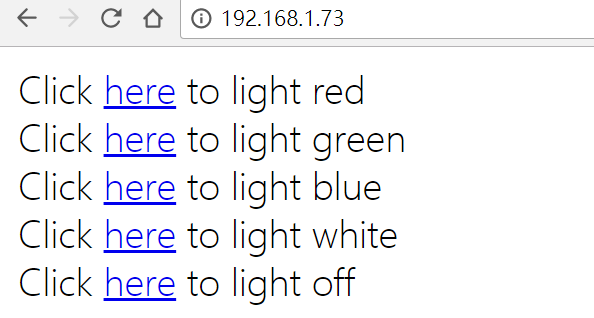 192.168.1.73
Click here to light red
Click here to light green
Click here to light blue
Click here to light white
Click here to light off